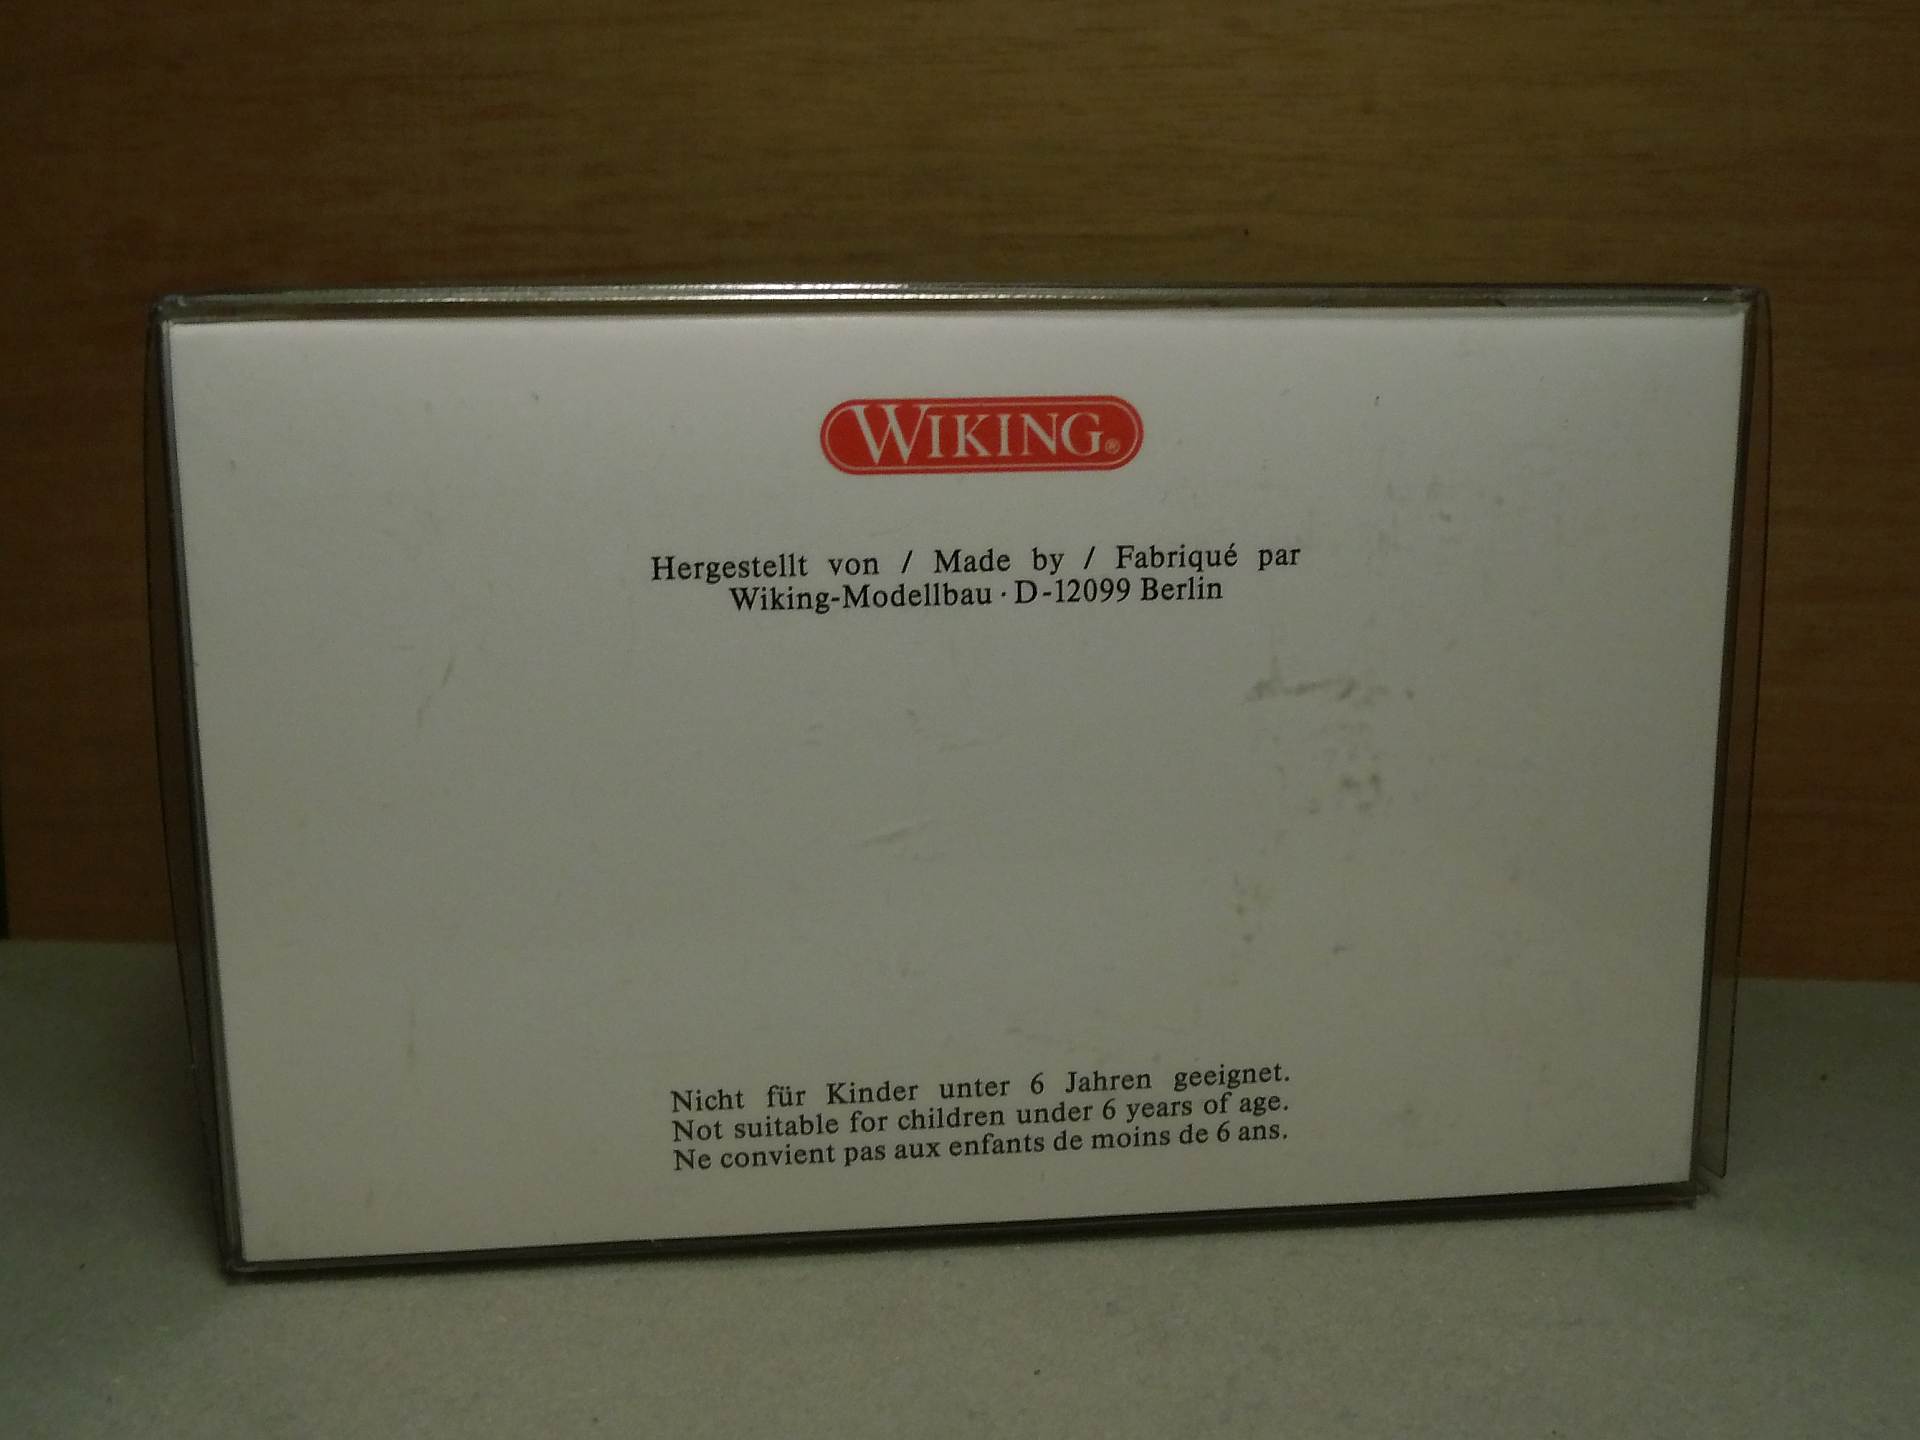 WIKING®
Hergestellt von / Made by / Fabriqué par
Wiking-Modellbau · D-12099 Berlin
Nicht für Kinder unter 6 Jahren geeignet.
Not suitable for children under 6 years of age.
Ne convient pas aux enfants de moins de 6 ans.